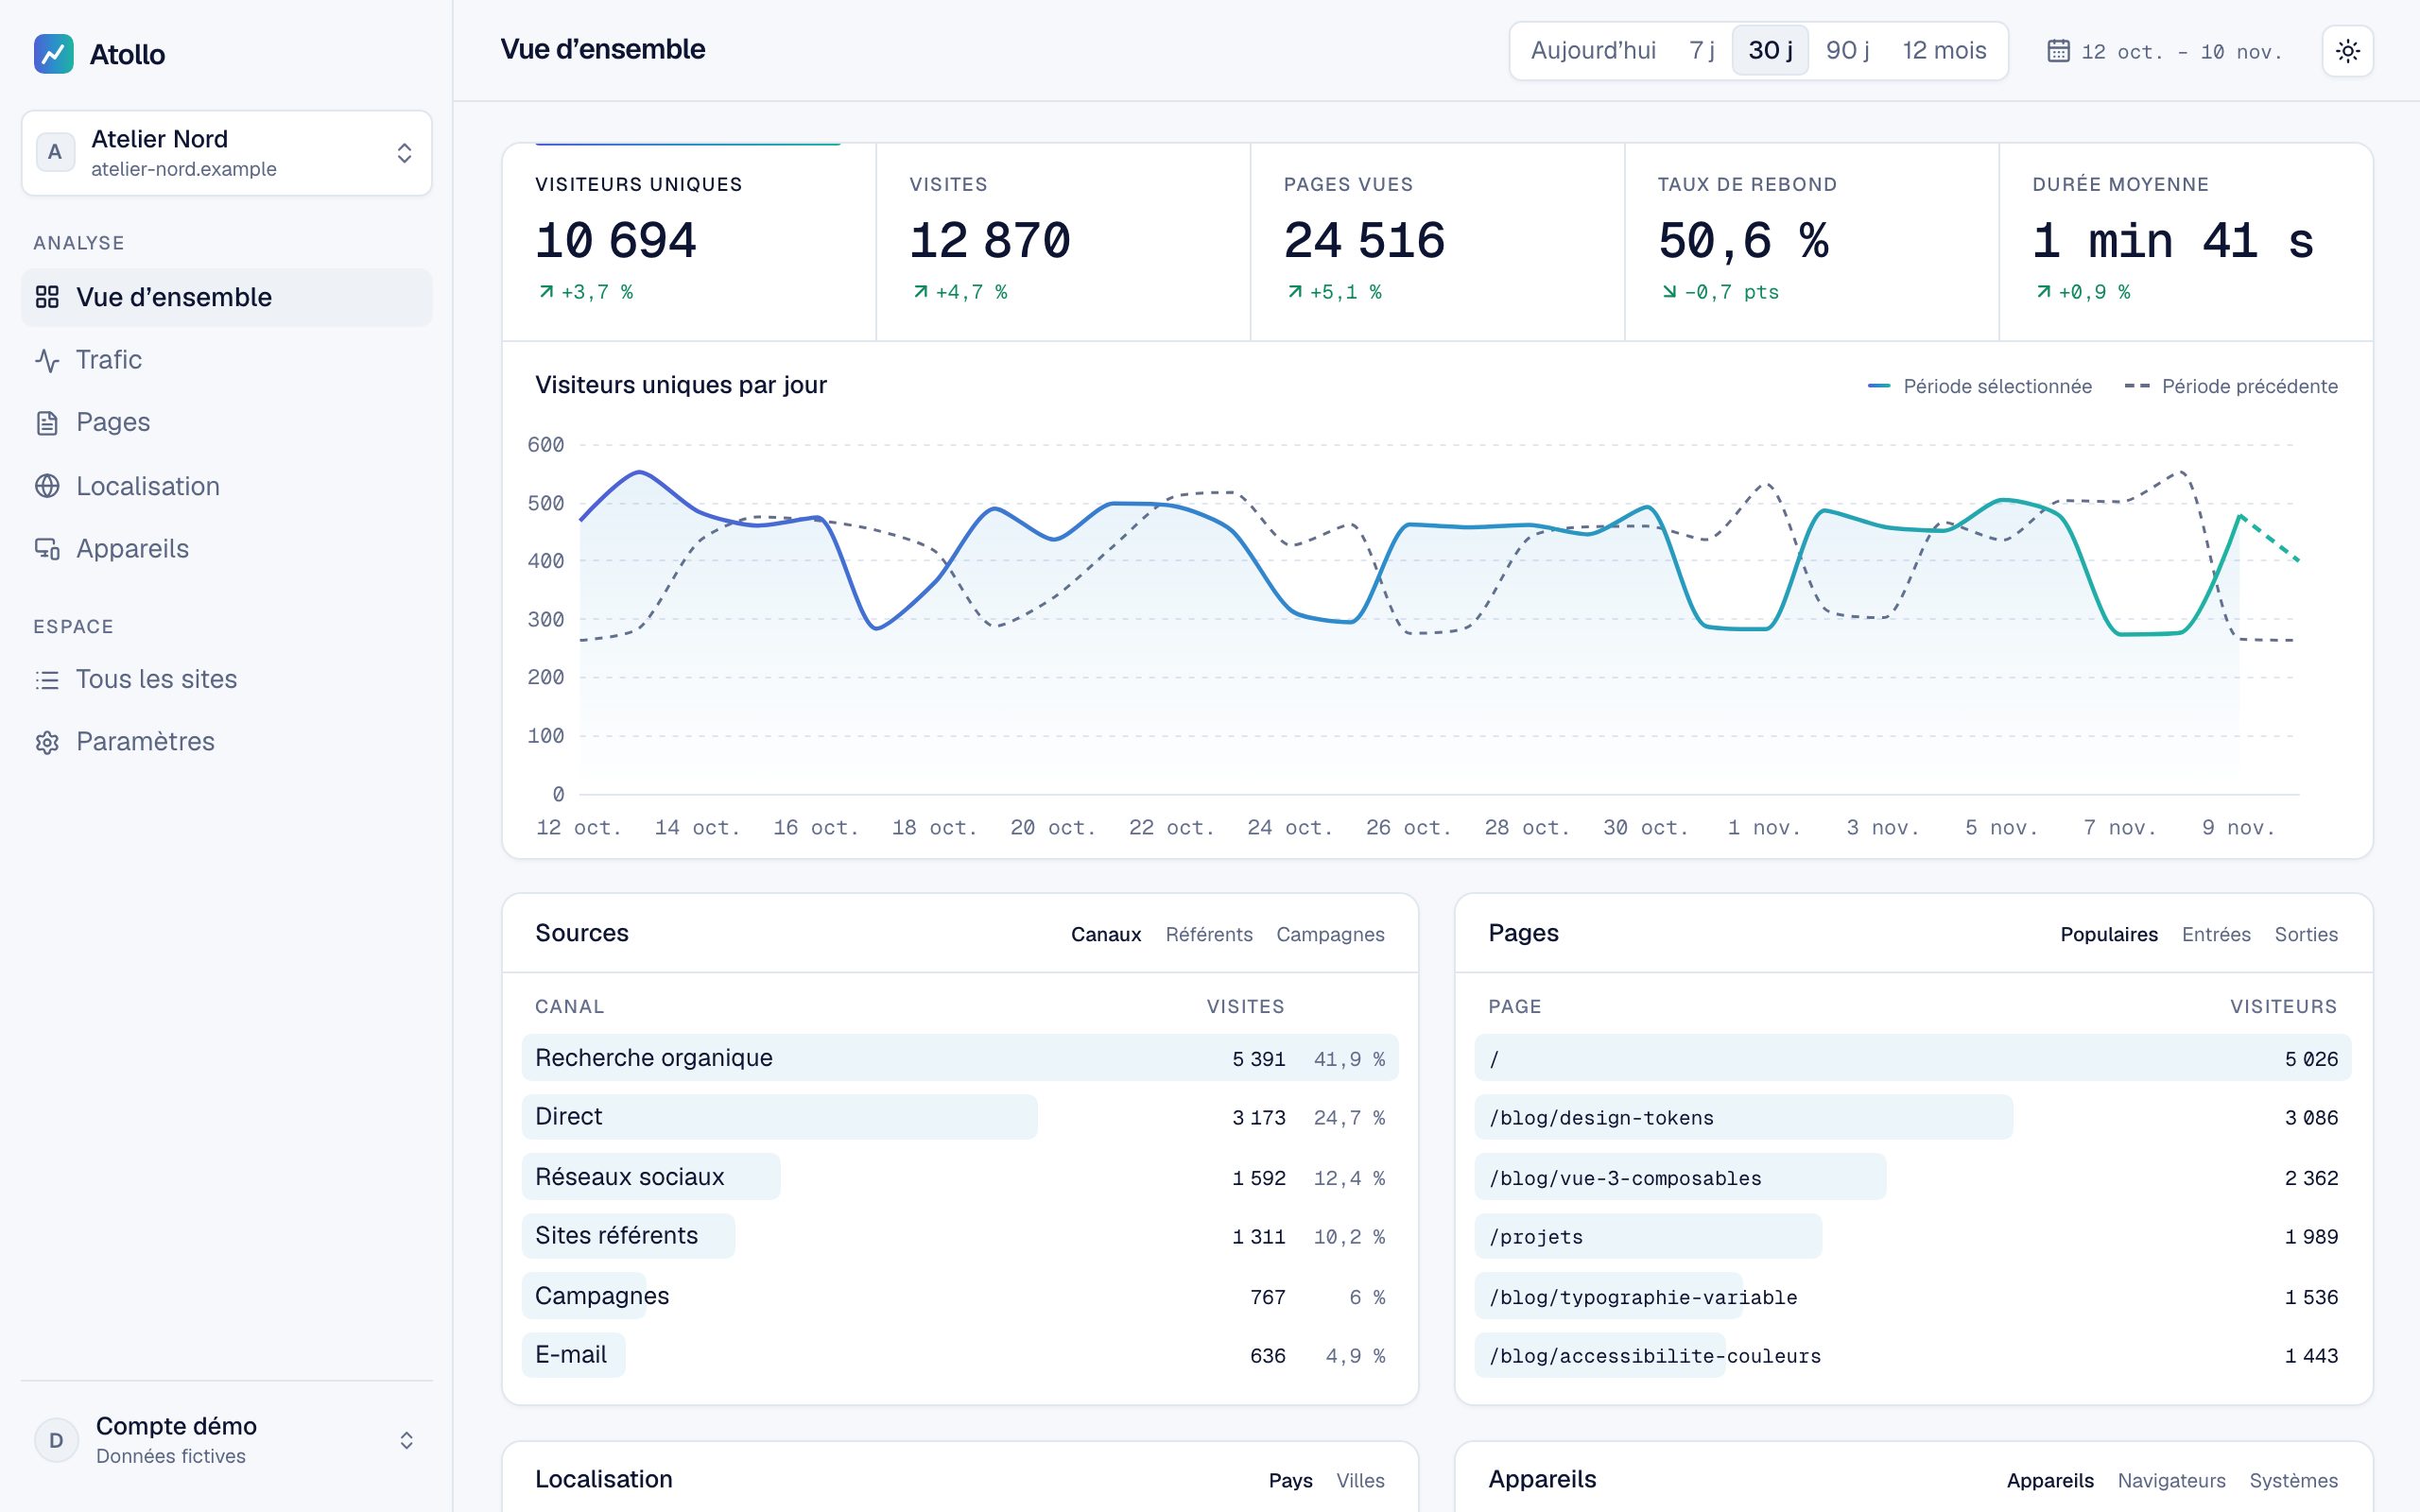 Atollo
A
Atelier Nord
atelier-nord.example
ANALYSE
Vue d’ensemble
Trafic
Pages
Localisation
Appareils
ESPACE
Tous les sites
Paramètres
D
Compte démo
Données fictives
Vue d’ensemble
Aujourd’hui 7 j 30 j 90 j 12 mois
12 oct. – 10 nov.
VISITEURS UNIQUES
10 694
+3,7 %
VISITES
12 870
+4,7 %
PAGES VUES
24 516
+5,1 %
TAUX DE REBOND
50,6 %
−0,7 pts
DURÉE MOYENNE
1 min 41 s
+0,9 %
Visiteurs uniques par jour
Période sélectionnée Période précédente
600
500
400
300
200
100
0
12 oct. 14 oct. 16 oct. 18 oct. 20 oct. 22 oct. 24 oct. 26 oct. 28 oct. 30 oct. 1 nov. 3 nov. 5 nov. 7 nov. 9 nov.
Sources
Canaux Référents Campagnes
CANAL VISITES
Recherche organique 5 391 41,9 %
Direct 3 173 24,7 %
Réseaux sociaux 1 592 12,4 %
Sites référents 1 311 10,2 %
Campagnes 767 6 %
E-mail 636 4,9 %
Pages
Populaires Entrées Sorties
PAGE VISITEURS
/ 5 026
/blog/design-tokens 3 086
/blog/vue-3-composables 2 362
/projets 1 989
/blog/typographie-variable 1 536
/blog/accessibilite-couleurs 1 443
Localisation
Pays Villes
Appareils
Appareils Navigateurs Systèmes